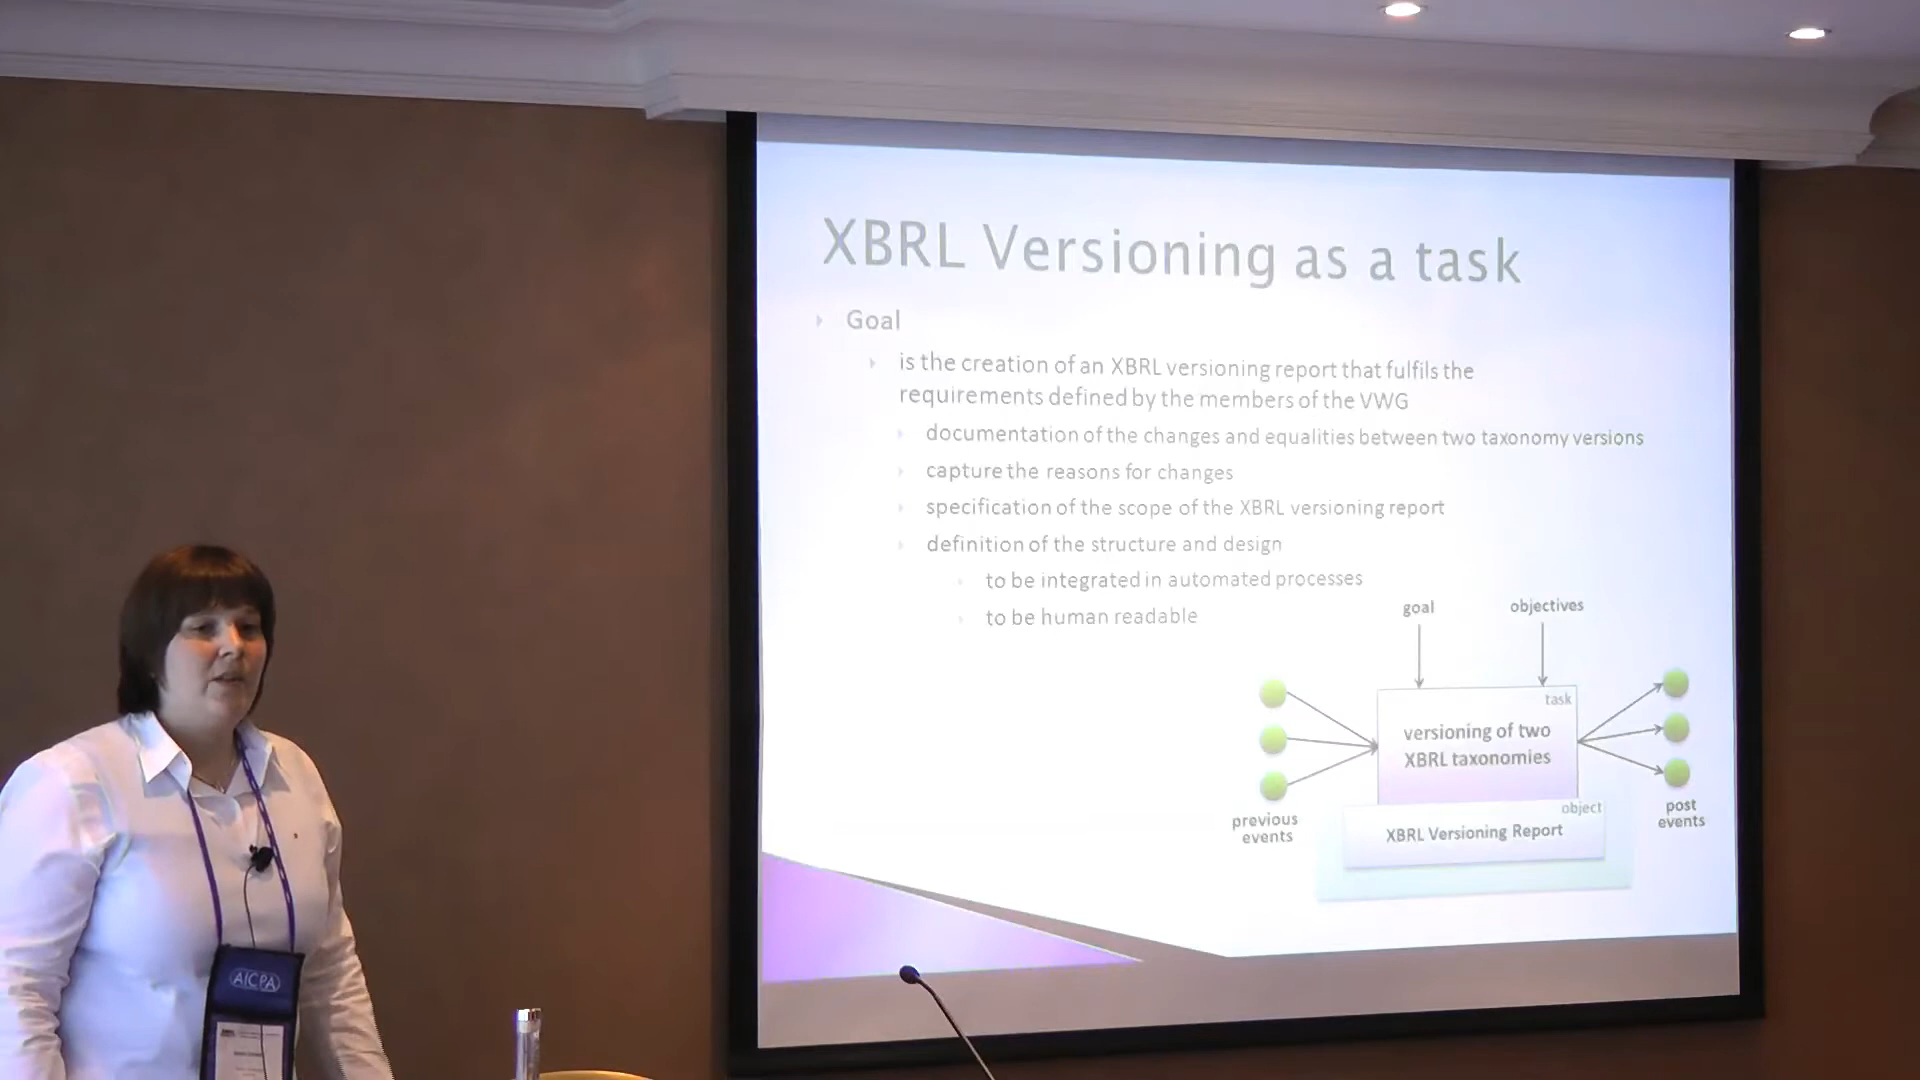 XBRL Versioning as a task
Goal
is the creation of an XBRL versioning report that fulfils the
requirements defined by the members of the VWG
documentation of the changes and equalities between two taxonomy versions
capture the reasons for changes
specification of the scope of the XBRL versioning report
definition of the structure and design
to be integrated in automated processes
to be human readable
goal
objectives
task
versioning of two
XBRL taxonomies
object
XBRL Versioning Report
previous
events
post
events
AICPA